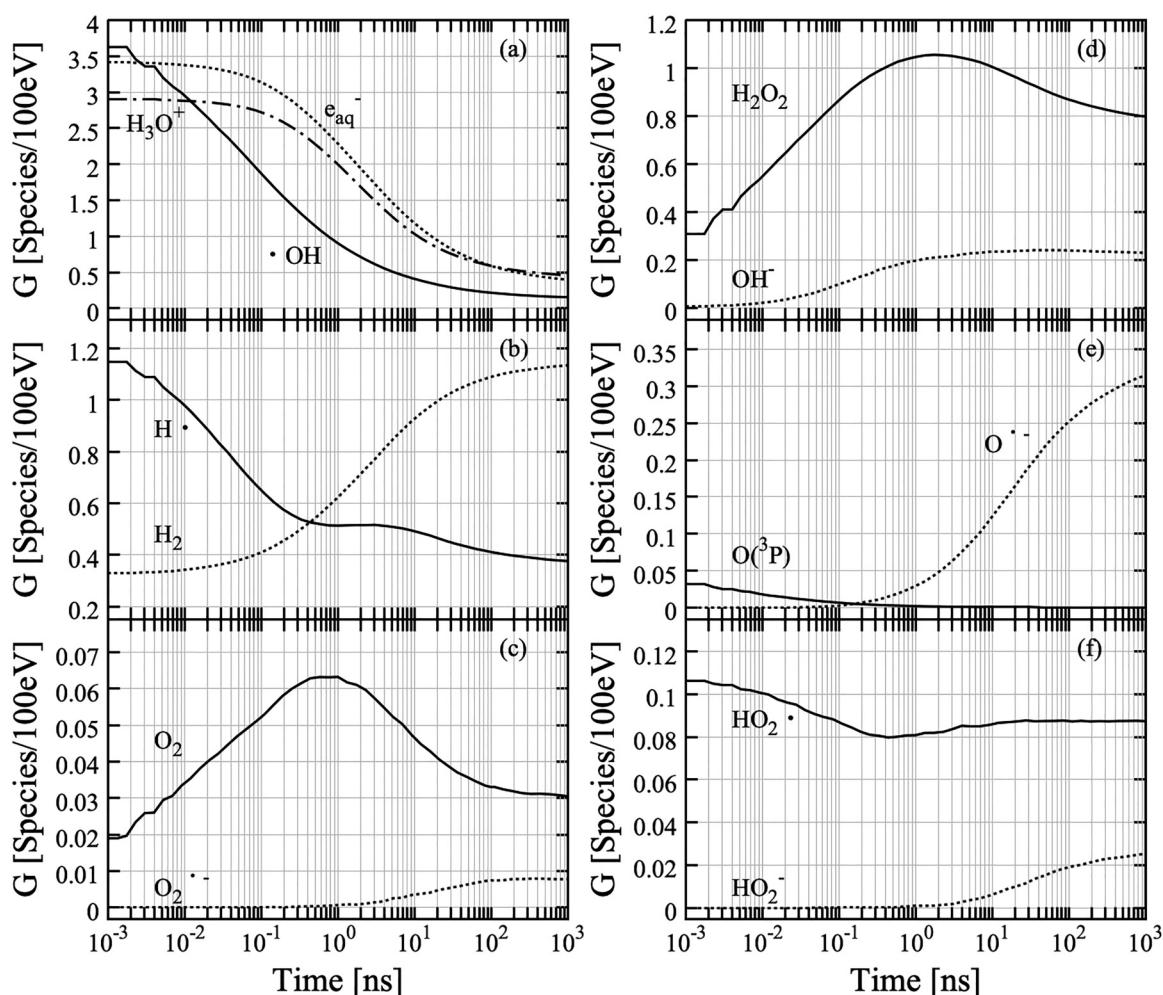 (a)
G [Species/100eV]
4
3.5
3
2.5
2
1.5
1
0.5
0
H₃O⁺
e⁻aq
• OH
(b)
G [Species/100eV]
1.2
1
0.8
0.6
0.4
0.2
H •
H₂
(c)
G [Species/100eV]
0.07
0.06
0.05
0.04
0.03
0.02
0.01
0
O₂
O₂• -
10⁻³ 10⁻² 10⁻¹ 10⁰ 10¹ 10² 10³
Time [ns]
(d)
G [Species/100eV]
1.2
1
0.8
0.6
0.4
0.2
0
H₂O₂
OH⁻
(e)
G [Species/100eV]
0.35
0.3
0.25
0.2
0.15
0.1
0.05
0
O• -
O(³P)
(f)
G [Species/100eV]
0.12
0.1
0.08
0.06
0.04
0.02
0
HO₂ •
HO₂⁻
10⁻³ 10⁻² 10⁻¹ 10⁰ 10¹ 10² 10³
Time [ns]